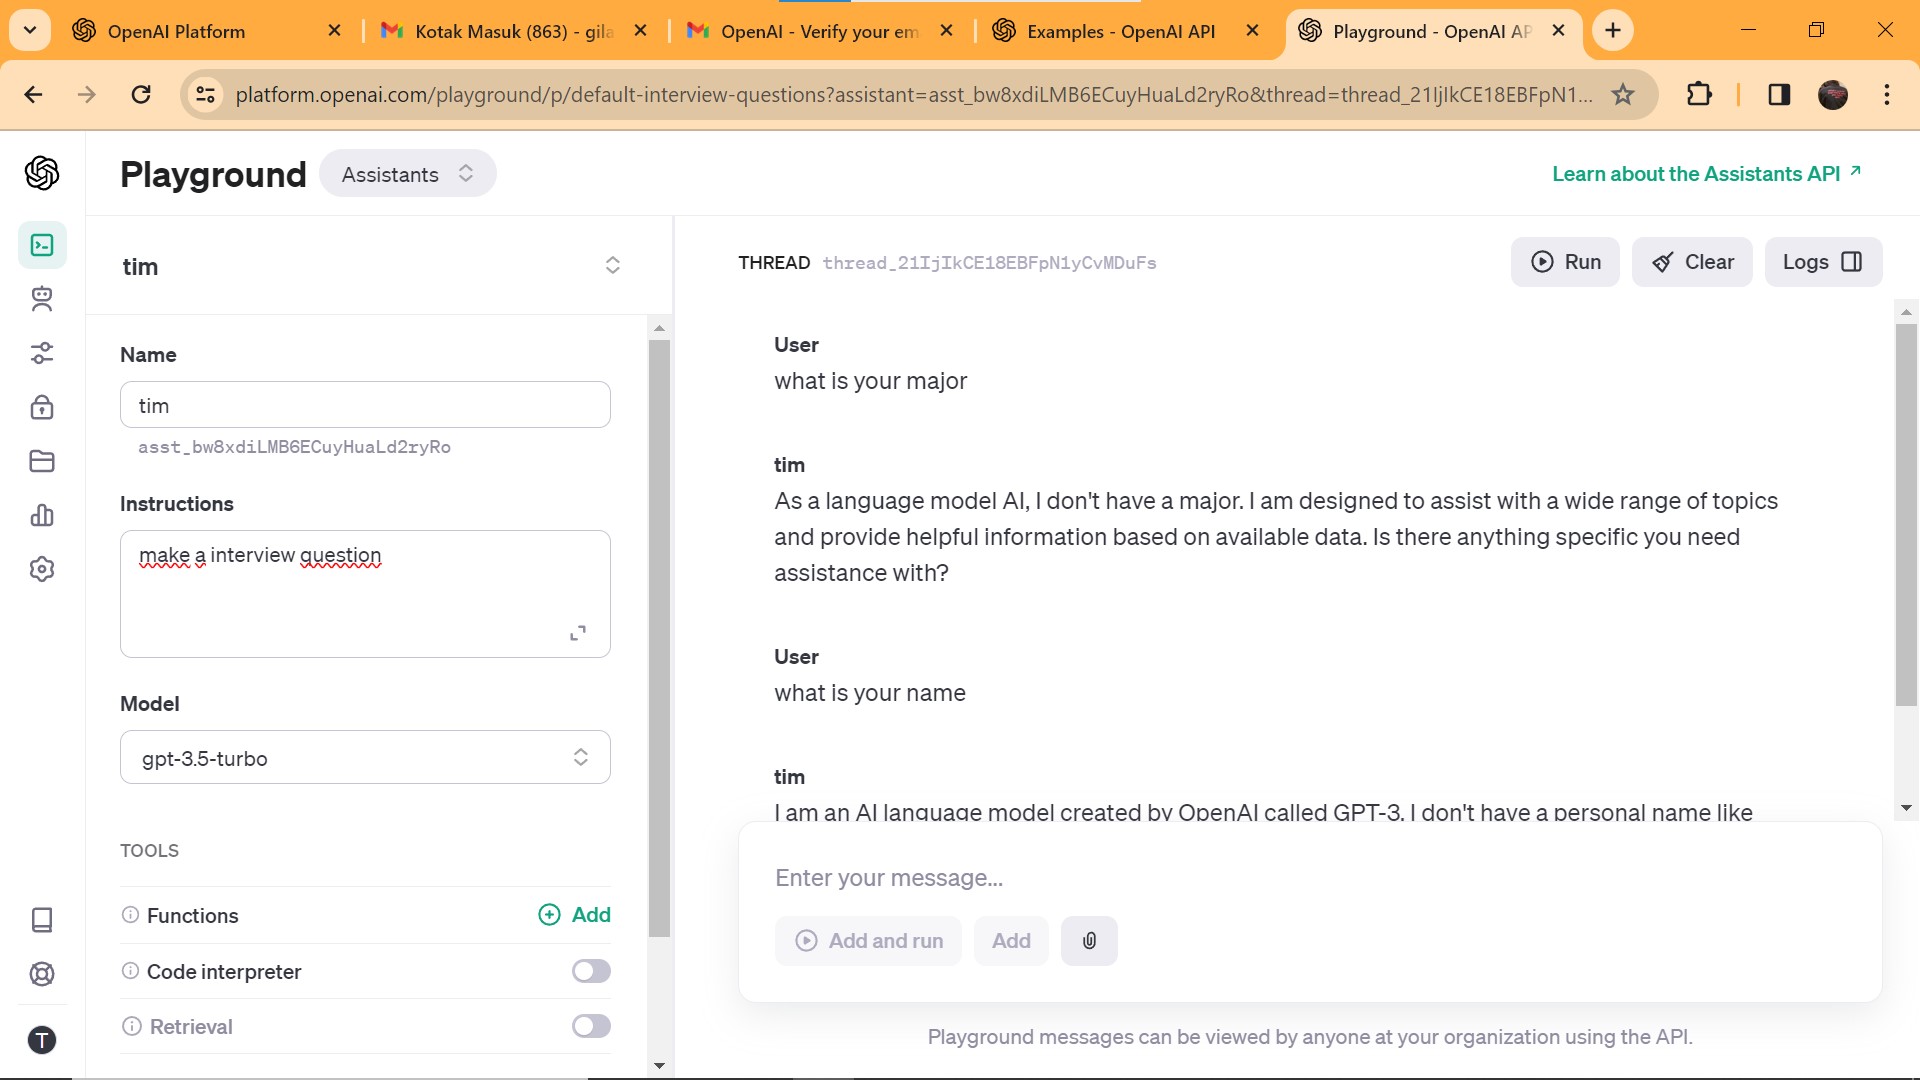 OpenAI Platform
Kotak Masuk (863) - gila
OpenAI - Verify your em
Examples - OpenAI API
Playground - OpenAI AP
platform.openai.com/playground/p/default-interview-questions?assistant=asst_bw8xdiLMB6ECuyHuaLd2ryRo&thread=thread_21IjIkCE18EBFpN1...
Playground
Assistants
Learn about the Assistants API
tim
Name
tim
asst_bw8xdiLMB6ECuyHuaLd2ryRo
Instructions
make a interview question
Model
gpt-3.5-turbo
TOOLS
Functions
Add
Code interpreter
Retrieval
T
THREAD thread_21IjIkCE18EBFpN1yCvMDuFs
Run
Clear
Logs
User
what is your major
tim
As a language model AI, I don't have a major. I am designed to assist with a wide range of topics
and provide helpful information based on available data. Is there anything specific you need
assistance with?
User
what is your name
tim
I am an AI language model created by OpenAI called GPT-3. I don't have a personal name like
Enter your message...
Add and run
Add
Playground messages can be viewed by anyone at your organization using the API.